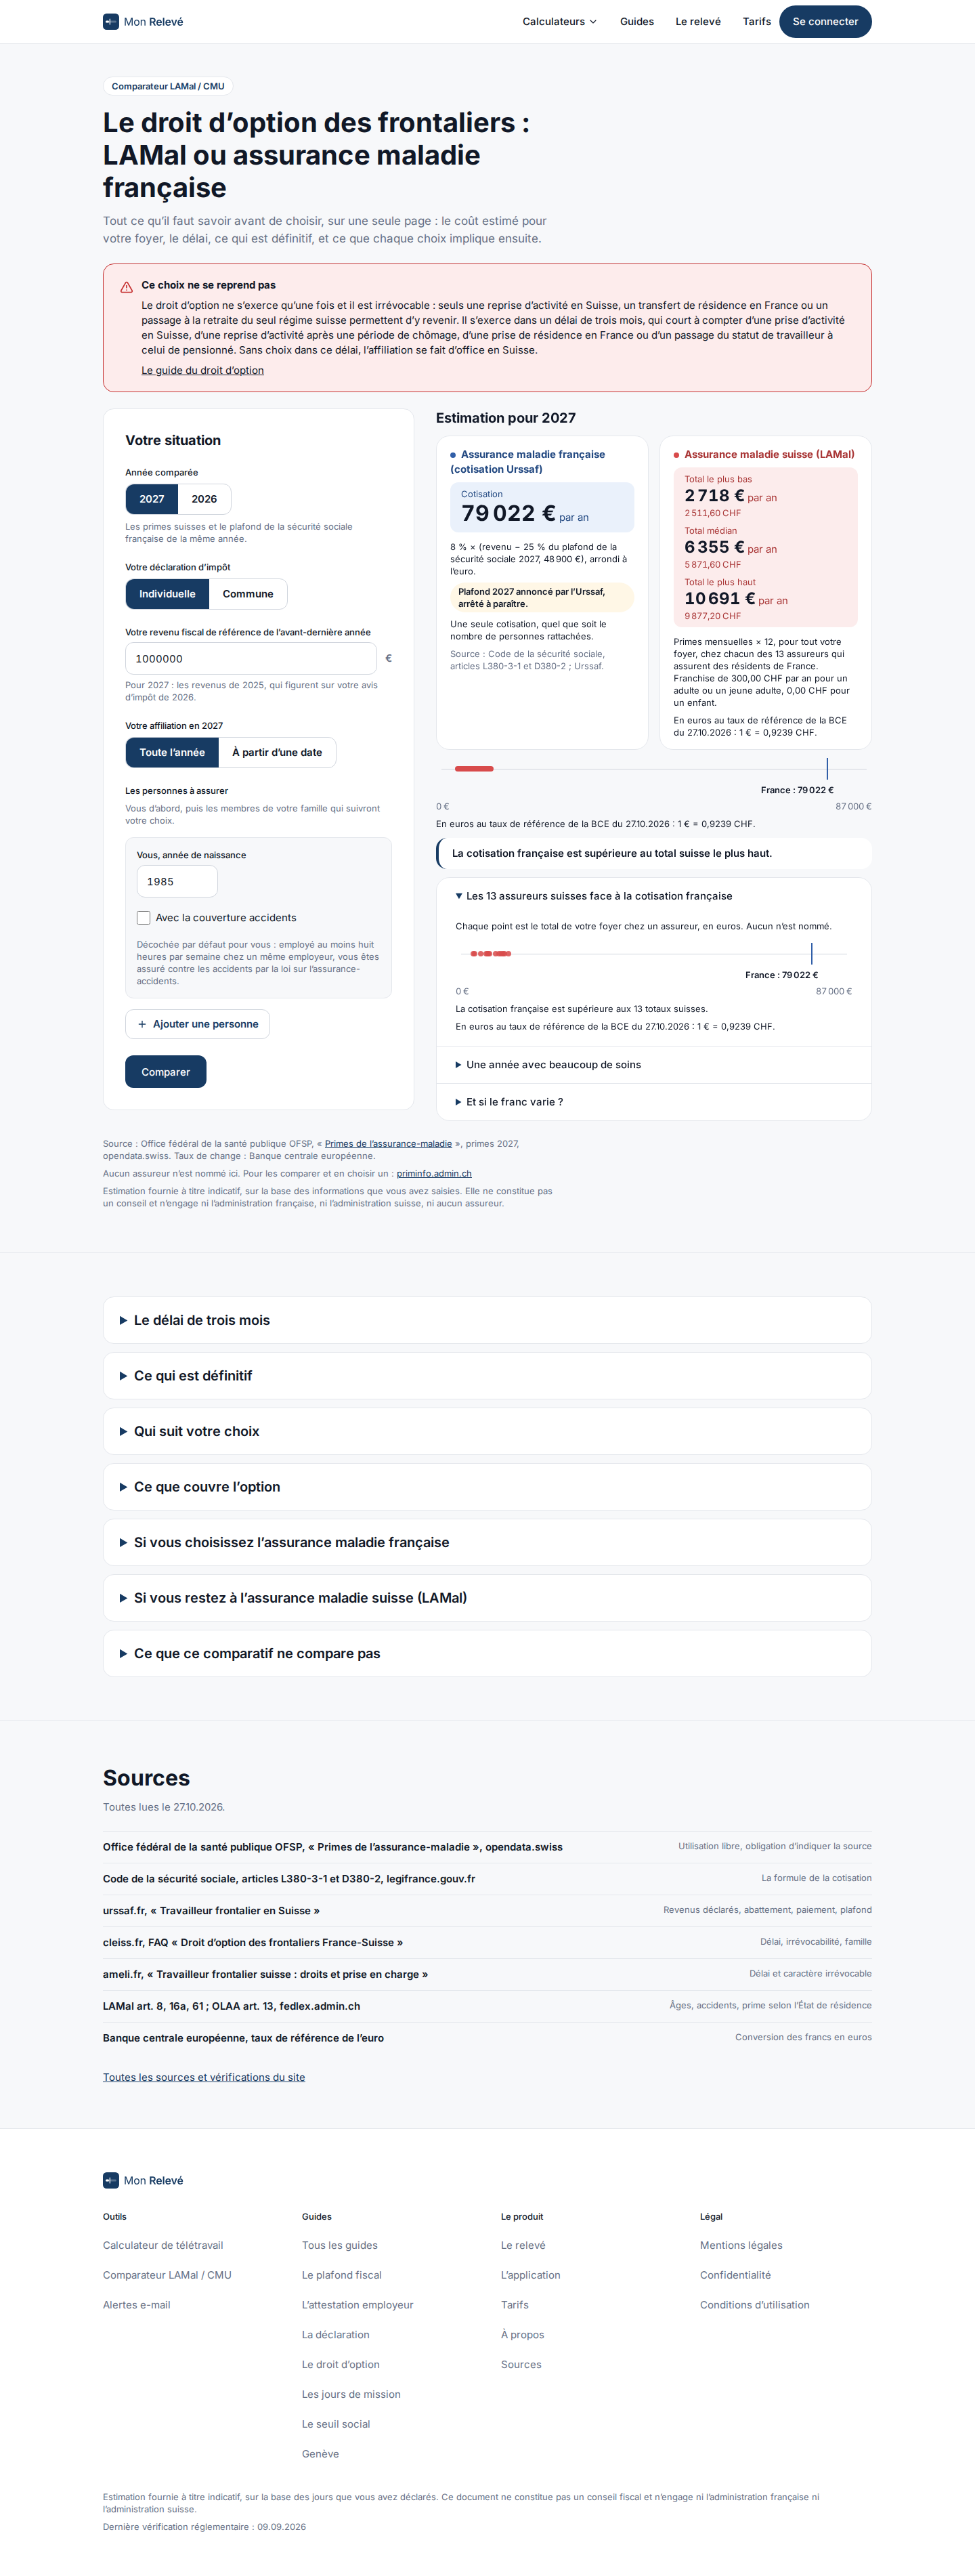 Mon Relevé
Calculateurs
Guides
Le relevé
Tarifs
Se connecter
Comparateur LAMal / CMU
Le droit d’option des frontaliers :
LAMal ou assurance maladie
française
Tout ce qu’il faut savoir avant de choisir, sur une seule page : le coût estimé pour
votre foyer, le délai, ce qui est définitif, et ce que chaque choix implique ensuite.
Ce choix ne se reprend pas
Le droit d’option ne s’exerce qu’une fois et il est irrévocable : seuls une reprise d’activité en Suisse, un transfert de résidence en France ou un
passage à la retraite du seul régime suisse permettent d’y revenir. Il s’exerce dans un délai de trois mois, qui court à compter d’une prise d’activité
en Suisse, d’une reprise d’activité après une période de chômage, d’une prise de résidence en France ou d’un passage du statut de travailleur à
celui de pensionné. Sans choix dans ce délai, l’affiliation se fait d’office en Suisse.
Le guide du droit d’option
Votre situation
Année comparée
2027
2026
Les primes suisses et le plafond de la sécurité sociale
française de la même année.
Votre déclaration d’impôt
Individuelle
Commune
Votre revenu fiscal de référence de l’avant-dernière année
1000000
€
Pour 2027 : les revenus de 2025, qui figurent sur votre avis
d’impôt de 2026.
Votre affiliation en 2027
Toute l’année
À partir d’une date
Les personnes à assurer
Vous d’abord, puis les membres de votre famille qui suivront
votre choix.
Vous, année de naissance
1985
Avec la couverture accidents
Décochée par défaut pour vous : employé au moins huit
heures par semaine chez un même employeur, vous êtes
assuré contre les accidents par la loi sur l’assurance-
accidents.
Ajouter une personne
Comparer
Estimation pour 2027
Assurance maladie française
(cotisation Urssaf)
Cotisation
79 022 € par an
8 % × (revenu − 25 % du plafond de la
sécurité sociale 2027, 48 900 €), arrondi à
l’euro.
Plafond 2027 annoncé par l’Urssaf,
arrêté à paraître.
Une seule cotisation, quel que soit le
nombre de personnes rattachées.
Source : Code de la sécurité sociale,
articles L380-3-1 et D380-2 ; Urssaf.
Assurance maladie suisse (LAMal)
Total le plus bas
2 718 € par an
2 511,60 CHF
Total médian
6 355 € par an
5 871,60 CHF
Total le plus haut
10 691 € par an
9 877,20 CHF
Primes mensuelles × 12, pour tout votre
foyer, chez chacun des 13 assureurs qui
assurent des résidents de France.
Franchise de 300,00 CHF par an pour un
adulte ou un jeune adulte, 0,00 CHF pour
un enfant.
En euros au taux de référence de la BCE
du 27.10.2026 : 1 € = 0,9239 CHF.
France : 79 022 €
0 €
87 000 €
En euros au taux de référence de la BCE du 27.10.2026 : 1 € = 0,9239 CHF.
La cotisation française est supérieure au total suisse le plus haut.
Les 13 assureurs suisses face à la cotisation française
Chaque point est le total de votre foyer chez un assureur, en euros. Aucun n’est nommé.
France : 79 022 €
0 €
87 000 €
La cotisation française est supérieure aux 13 totaux suisses.
En euros au taux de référence de la BCE du 27.10.2026 : 1 € = 0,9239 CHF.
Une année avec beaucoup de soins
Et si le franc varie ?
Source : Office fédéral de la santé publique OFSP, « Primes de l’assurance-maladie », primes 2027,
opendata.swiss. Taux de change : Banque centrale européenne.
Aucun assureur n’est nommé ici. Pour les comparer et en choisir un : priminfo.admin.ch
Estimation fournie à titre indicatif, sur la base des informations que vous avez saisies. Elle ne constitue pas
un conseil et n’engage ni l’administration française, ni l’administration suisse, ni aucun assureur.
Le délai de trois mois
Ce qui est définitif
Qui suit votre choix
Ce que couvre l’option
Si vous choisissez l’assurance maladie française
Si vous restez à l’assurance maladie suisse (LAMal)
Ce que ce comparatif ne compare pas
Sources
Toutes lues le 27.10.2026.
Office fédéral de la santé publique OFSP, « Primes de l’assurance-maladie », opendata.swiss
Utilisation libre, obligation d’indiquer la source
Code de la sécurité sociale, articles L380-3-1 et D380-2, legifrance.gouv.fr
La formule de la cotisation
urssaf.fr, « Travailleur frontalier en Suisse »
Revenus déclarés, abattement, paiement, plafond
cleiss.fr, FAQ « Droit d’option des frontaliers France-Suisse »
Délai, irrévocabilité, famille
ameli.fr, « Travailleur frontalier suisse : droits et prise en charge »
Délai et caractère irrévocable
LAMal art. 8, 16a, 61 ; OLAA art. 13, fedlex.admin.ch
Âges, accidents, prime selon l’État de résidence
Banque centrale européenne, taux de référence de l’euro
Conversion des francs en euros
Toutes les sources et vérifications du site
Mon Relevé
Outils
Calculateur de télétravail
Comparateur LAMal / CMU
Alertes e-mail
Guides
Tous les guides
Le plafond fiscal
L’attestation employeur
La déclaration
Le droit d’option
Les jours de mission
Le seuil social
Genève
Le produit
Le relevé
L’application
Tarifs
À propos
Sources
Légal
Mentions légales
Confidentialité
Conditions d’utilisation
Estimation fournie à titre indicatif, sur la base des jours que vous avez déclarés. Ce document ne constitue pas un conseil fiscal et n’engage ni l’administration française ni
l’administration suisse.
Dernière vérification réglementaire : 09.09.2026